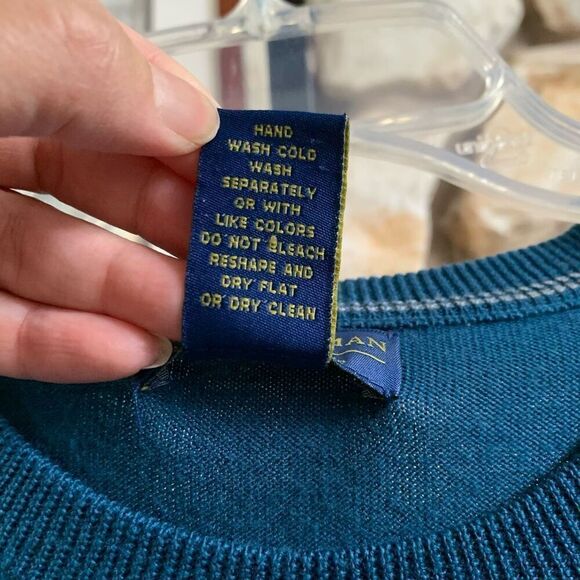 HAND
WASH COLD
WASH
SEPARATELY
OR WITH
LIKE COLORS
DO NOT BLEACH
RESHAPE AND
DRY FLAT
OR DRY CLEAN
MAN